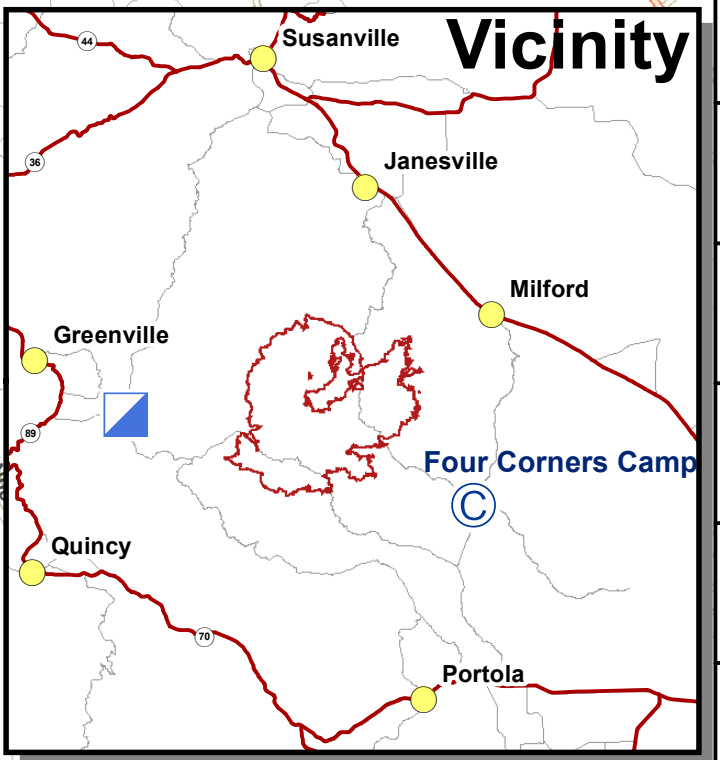 Vicinity
Susanville
44
36
Janesville
Milford
Greenville
89
Four Corners Camp
C
Quincy
70
Portola